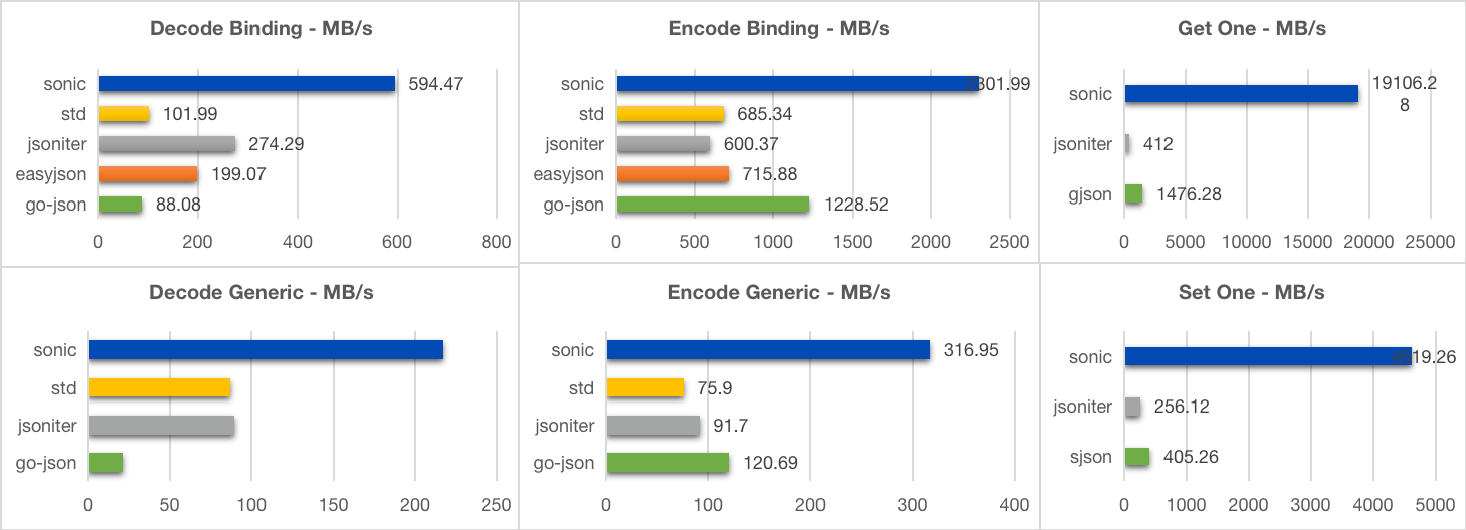 Decode Binding - MB/s
sonic 594.47
std 101.99
jsoniter 274.29
easyjson 199.07
go-json 88.08
0 200 400 600 800
Encode Binding - MB/s
sonic 2301.99
std 685.34
jsoniter 600.37
easyjson 715.88
go-json 1228.52
0 500 1000 1500 2000 2500
Get One - MB/s
sonic 19106.2
8
jsoniter 412
gjson 1476.28
0 5000 10000 15000 20000 25000
Decode Generic - MB/s
sonic
std
jsoniter
go-json
0 50 100 150 200 250
Encode Generic - MB/s
sonic 316.95
std 75.9
jsoniter 91.7
go-json 120.69
0 100 200 300 400
Set One - MB/s
sonic 4619.26
jsoniter 256.12
sjson 405.26
0 1000 2000 3000 4000 5000